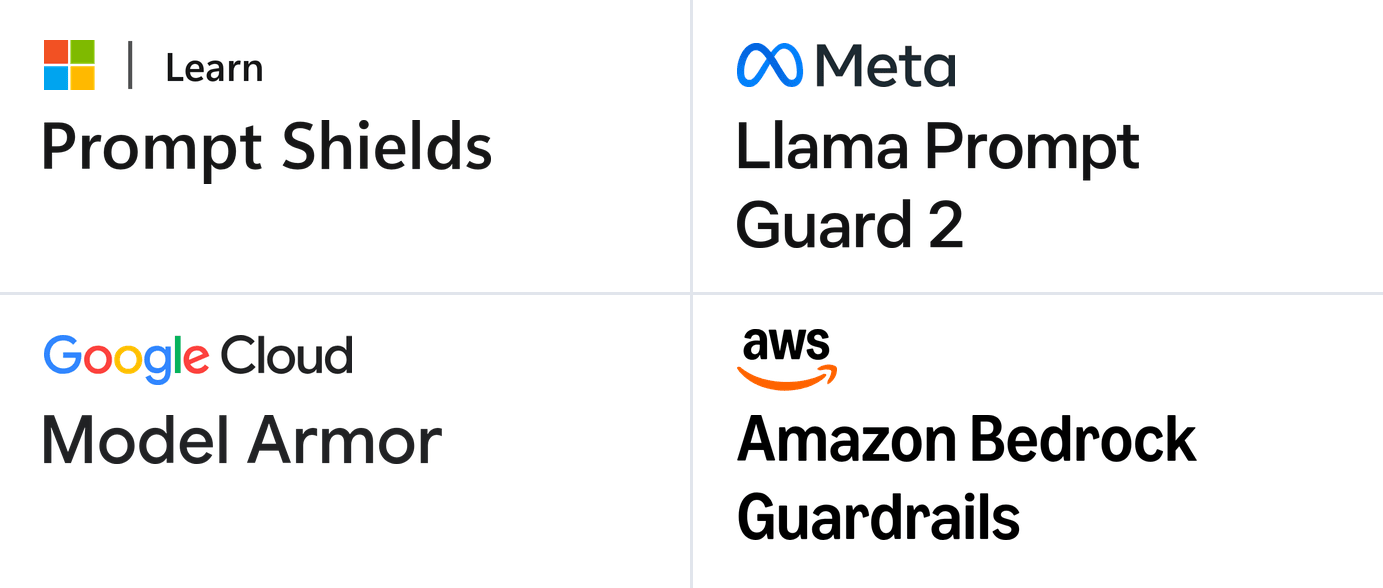 Learn
Prompt Shields
Meta
Llama Prompt
Guard 2
Google Cloud
Model Armor
aws
Amazon Bedrock
Guardrails